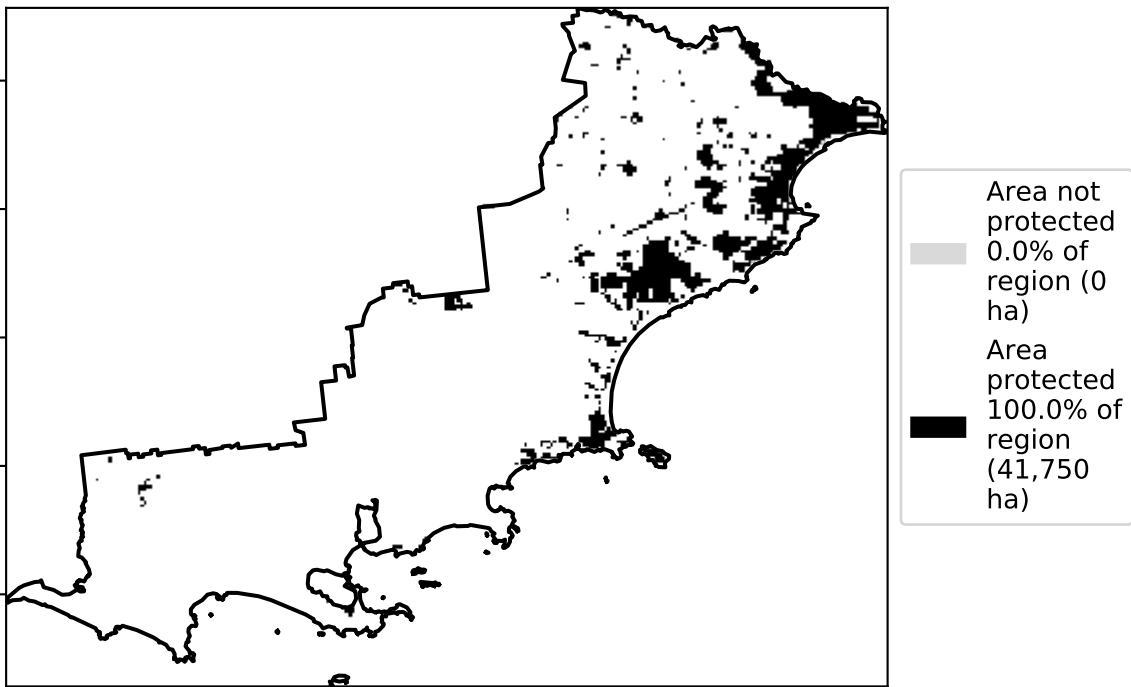 Area not
protected
0.0% of
region (0
ha)
Area
protected
100.0% of
region
(41,750
ha)